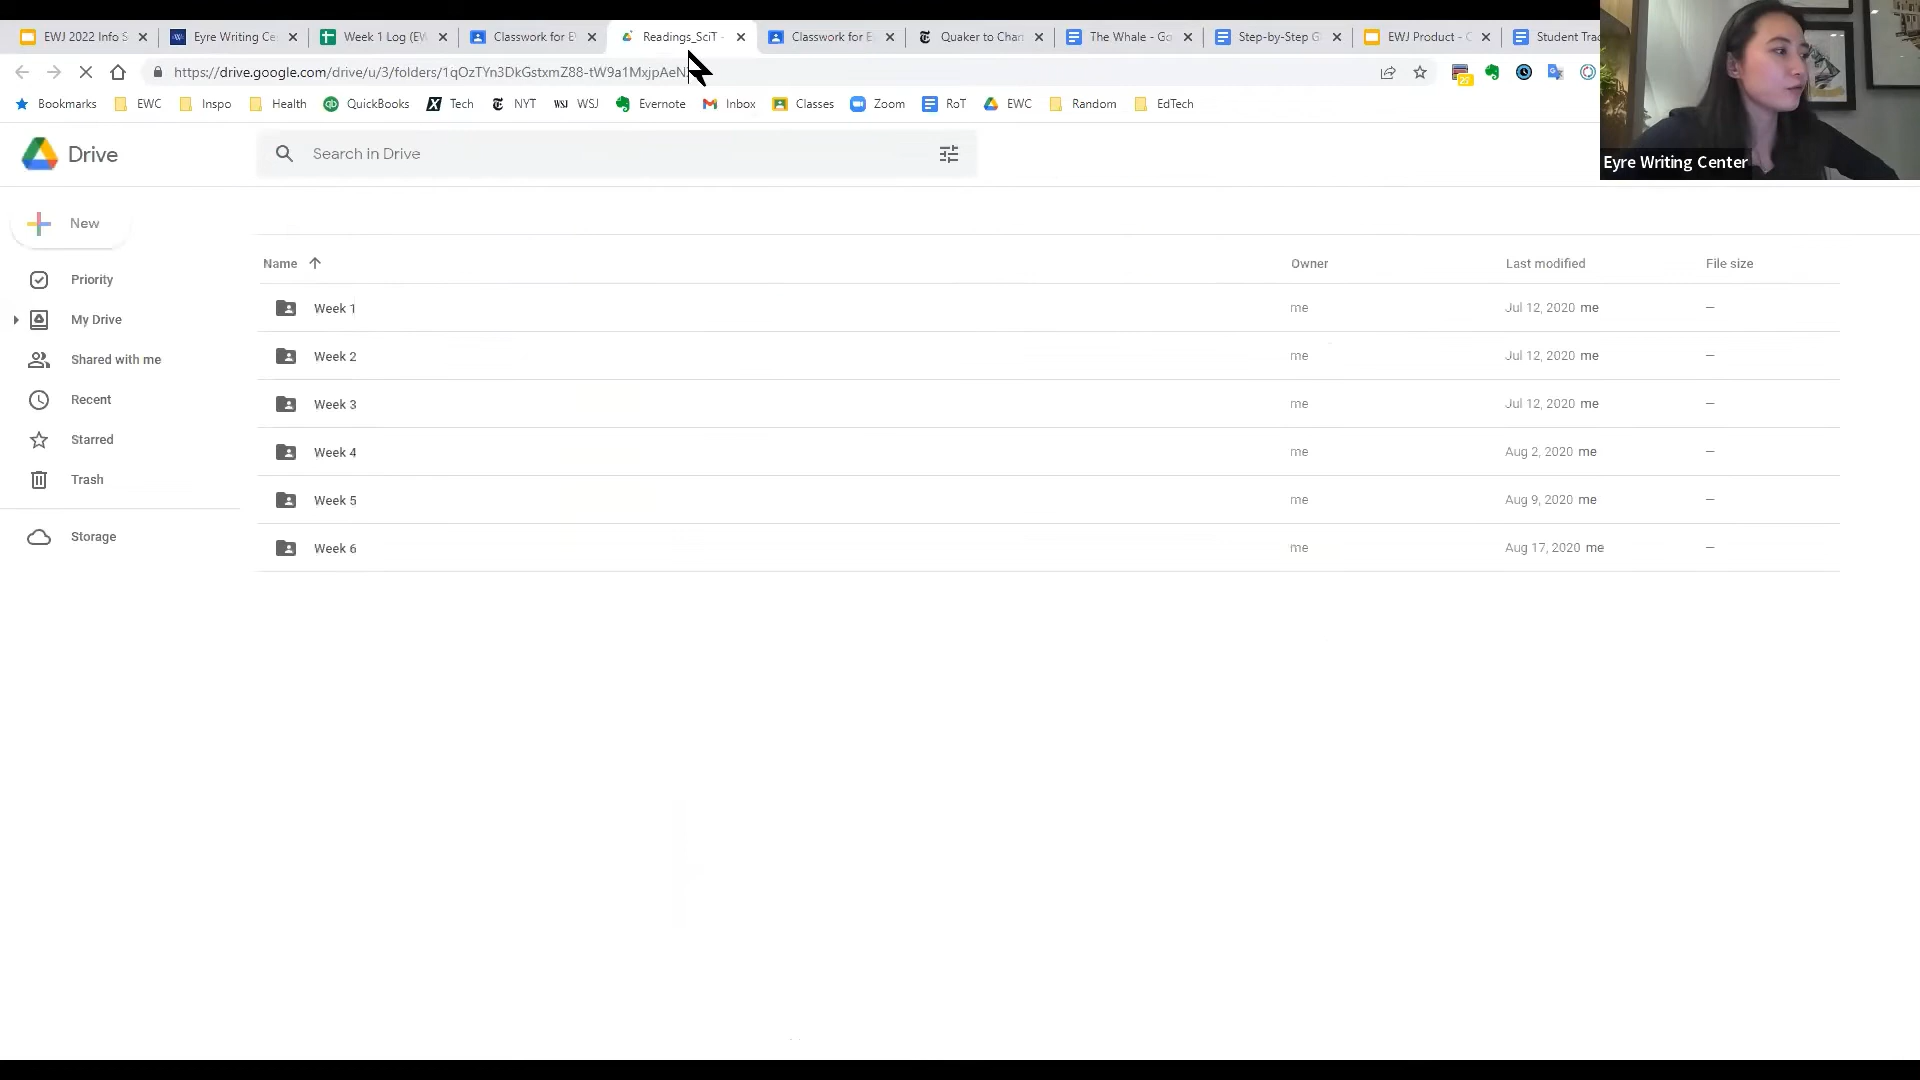 EWJ 2022 Info S
Eyre Writing Ce
Week 1 Log (EW
Classwork for E
Readings_SciT -
Classwork for E
Quaker to Char
The Whale - Go
Step-by-Step G
EWJ Product - C
Student Tra
https://drive.google.com/drive/u/3/folders/1qOzTYn3DkGstxmZ88-tW9a1MxjpAeN
Bookmarks EWC Inspo Health QuickBooks Tech NYT WSJ Evernote Inbox Classes Zoom RoT EWC Random EdTech
Eyre Writing Center
Drive
Search in Drive
New
Priority
My Drive
Shared with me
Recent
Starred
Trash
Storage
Name Owner Last modified File size
Week 1 me Jul 12, 2020 me —
Week 2 me Jul 12, 2020 me —
Week 3 me Jul 12, 2020 me —
Week 4 me Aug 2, 2020 me —
Week 5 me Aug 9, 2020 me —
Week 6 me Aug 17, 2020 me —